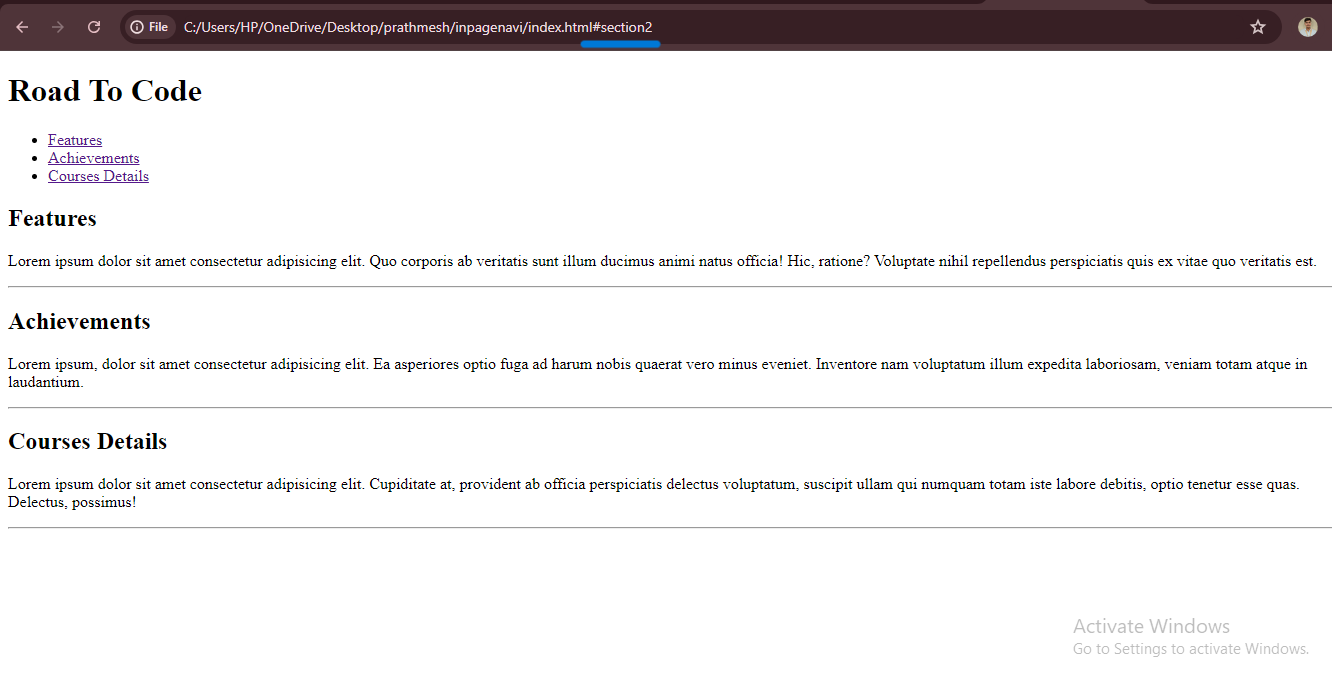 File C:/Users/HP/OneDrive/Desktop/prathmesh/inpagenavi/index.html#section2
Road To Code
Features
Achievements
Courses Details
Features
Lorem ipsum dolor sit amet consectetur adipisicing elit. Quo corporis ab veritatis sunt illum ducimus animi natus officia! Hic, ratione? Voluptate nihil repellendus perspiciatis quis ex vitae quo veritatis est.
Achievements
Lorem ipsum, dolor sit amet consectetur adipisicing elit. Ea asperiores optio fuga ad harum nobis quaerat vero minus eveniet. Inventore nam voluptatum illum expedita laboriosam, veniam totam atque in
laudantium.
Courses Details
Lorem ipsum dolor sit amet consectetur adipisicing elit. Cupiditate at, provident ab officia perspiciatis delectus voluptatum, suscipit ullam qui numquam totam iste labore debitis, optio tenetur esse quas.
Delectus, possimus!
Activate Windows
Go to Settings to activate Windows.